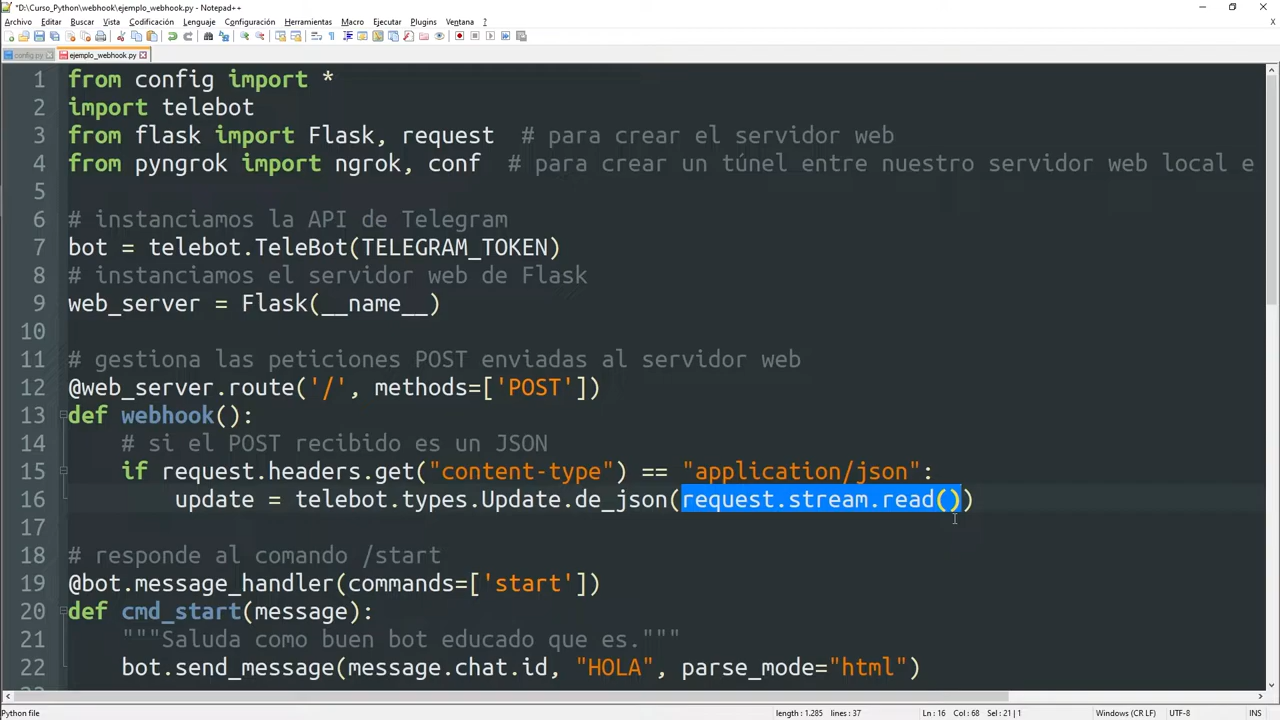 *D:\Curso_Python\webhook\ejemplo_webhook.py - Notepad++
Archivo Editar Buscar Vista Codificación Lenguaje Configuración Herramientas Macro Ejecutar Plugins Ventana ?
config.py ejemplo_webhook.py
1 from config import *
2 import telebot
3 from flask import Flask, request # para crear el servidor web
4 from pyngrok import ngrok, conf # para crear un túnel entre nuestro servidor web local e
5
6 # instanciamos la API de Telegram
7 bot = telebot.TeleBot(TELEGRAM_TOKEN)
8 # instanciamos el servidor web de Flask
9 web_server = Flask(__name__)
10
11 # gestiona las peticiones POST enviadas al servidor web
12 @web_server.route('/', methods=['POST'])
13 def webhook():
14 # si el POST recibido es un JSON
15 if request.headers.get("content-type") == "application/json":
16 update = telebot.types.Update.de_json(request.stream.read())
17
18 # responde al comando /start
19 @bot.message_handler(commands=['start'])
20 def cmd_start(message):
21 """Saluda como buen bot educado que es."""
22 bot.send_message(message.chat.id, "HOLA", parse_mode="html")
Python file length : 1.285 lines : 37 Ln : 16 Col : 68 Sel : 21 | 1 Windows (CR LF) UTF-8 INS